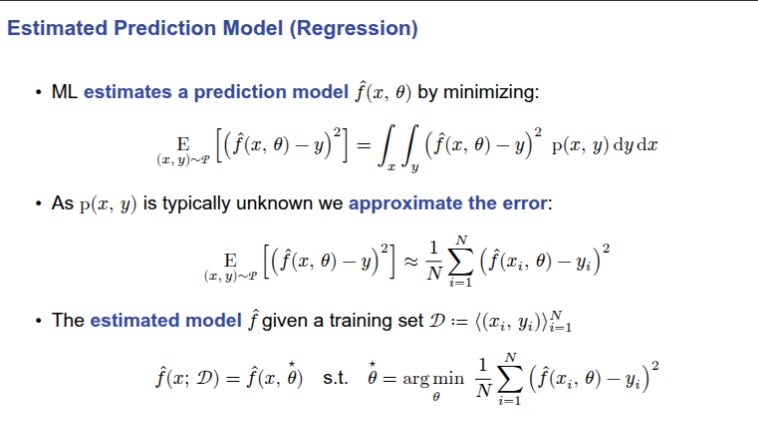 Estimated Prediction Model (Regression)
• ML estimates a prediction model f̂(x, θ) by minimizing:
E_{(x, y)∼𝒫} [(f̂(x, θ) − y)²] = ∫_x ∫_y (f̂(x, θ) − y)² p(x, y) dy dx
• As p(x, y) is typically unknown we approximate the error:
E_{(x, y)∼𝒫} [(f̂(x, θ) − y)²] ≈ 1/N ∑_{i=1}^{N} (f̂(x_i, θ) − y_i)²
• The estimated model f̂ given a training set 𝒟 := ⟨(x_i, y_i)⟩_{i=1}^{N}
f̂(x; 𝒟) = f̂(x, θ⋆) s.t. θ⋆ = arg min_θ 1/N ∑_{i=1}^{N} (f̂(x_i, θ) − y_i)²